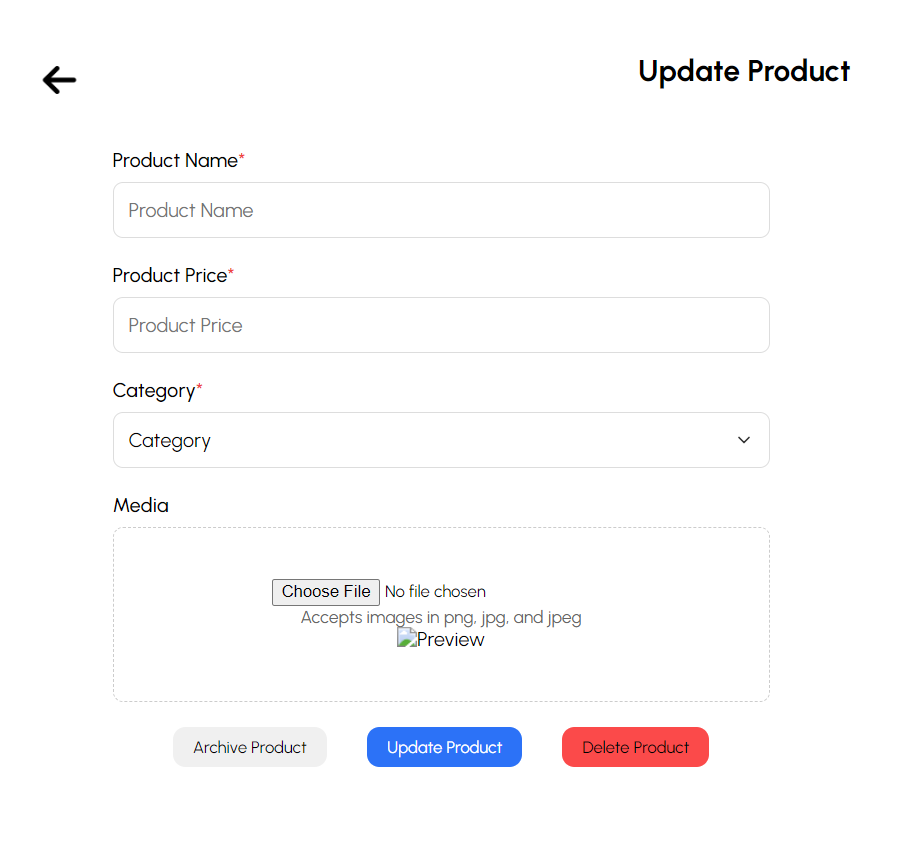 Update Product
Product Name*
Product Name
Product Price*
Product Price
Category*
Category
Media
Choose File No file chosen
Accepts images in png, jpg, and jpeg
Preview
Archive Product Update Product Delete Product